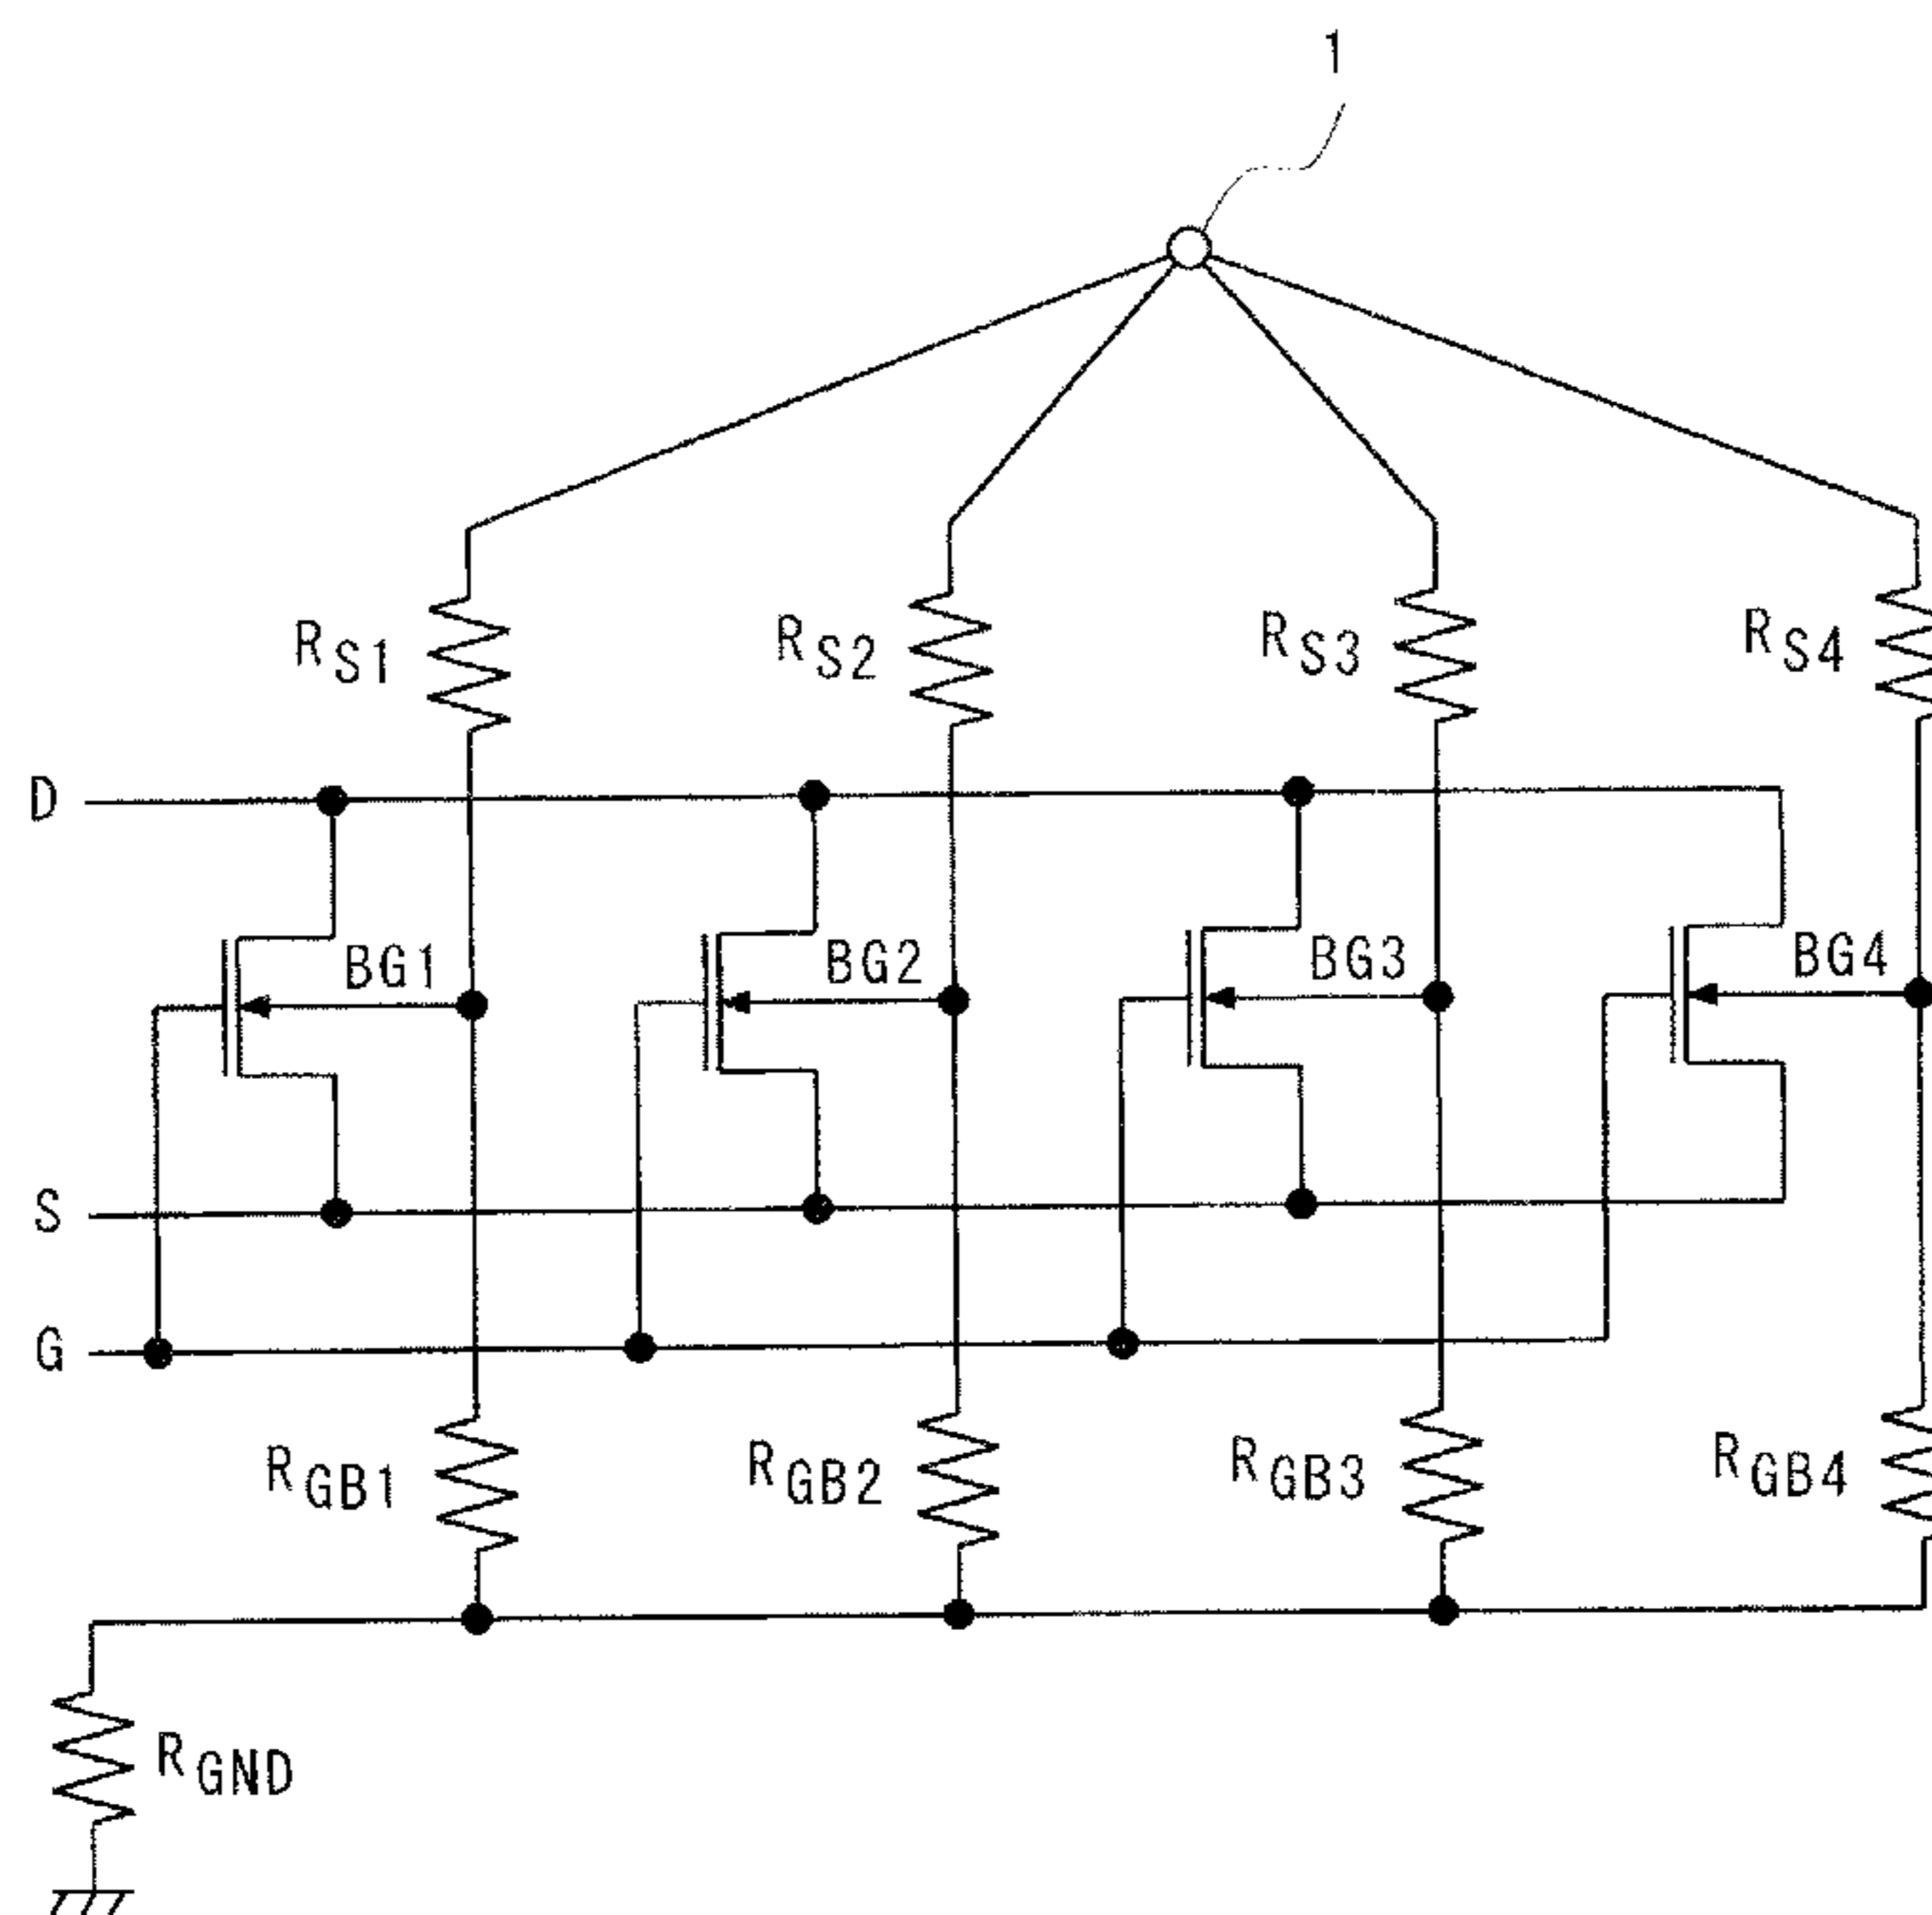 1
RS1 RS2 RS3 RS4
D
BG1 BG2 BG3 BG4
S
G
RGB1 RGB2 RGB3 RGB4
RGND